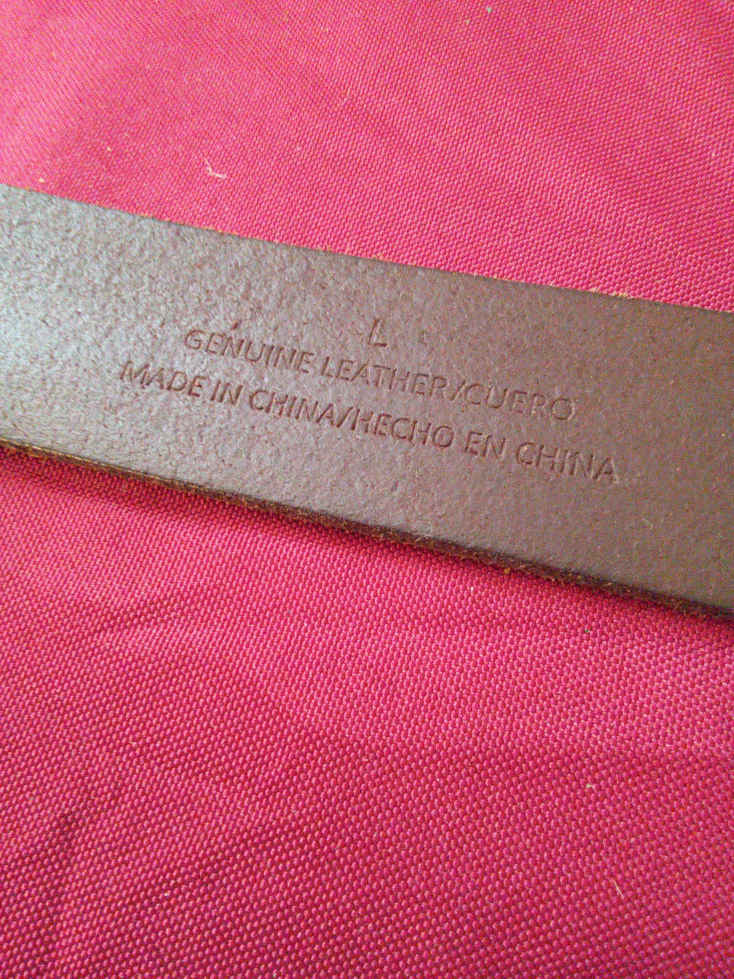 L
GENUINE LEATHER/CUERO
MADE IN CHINA/HECHO EN CHINA